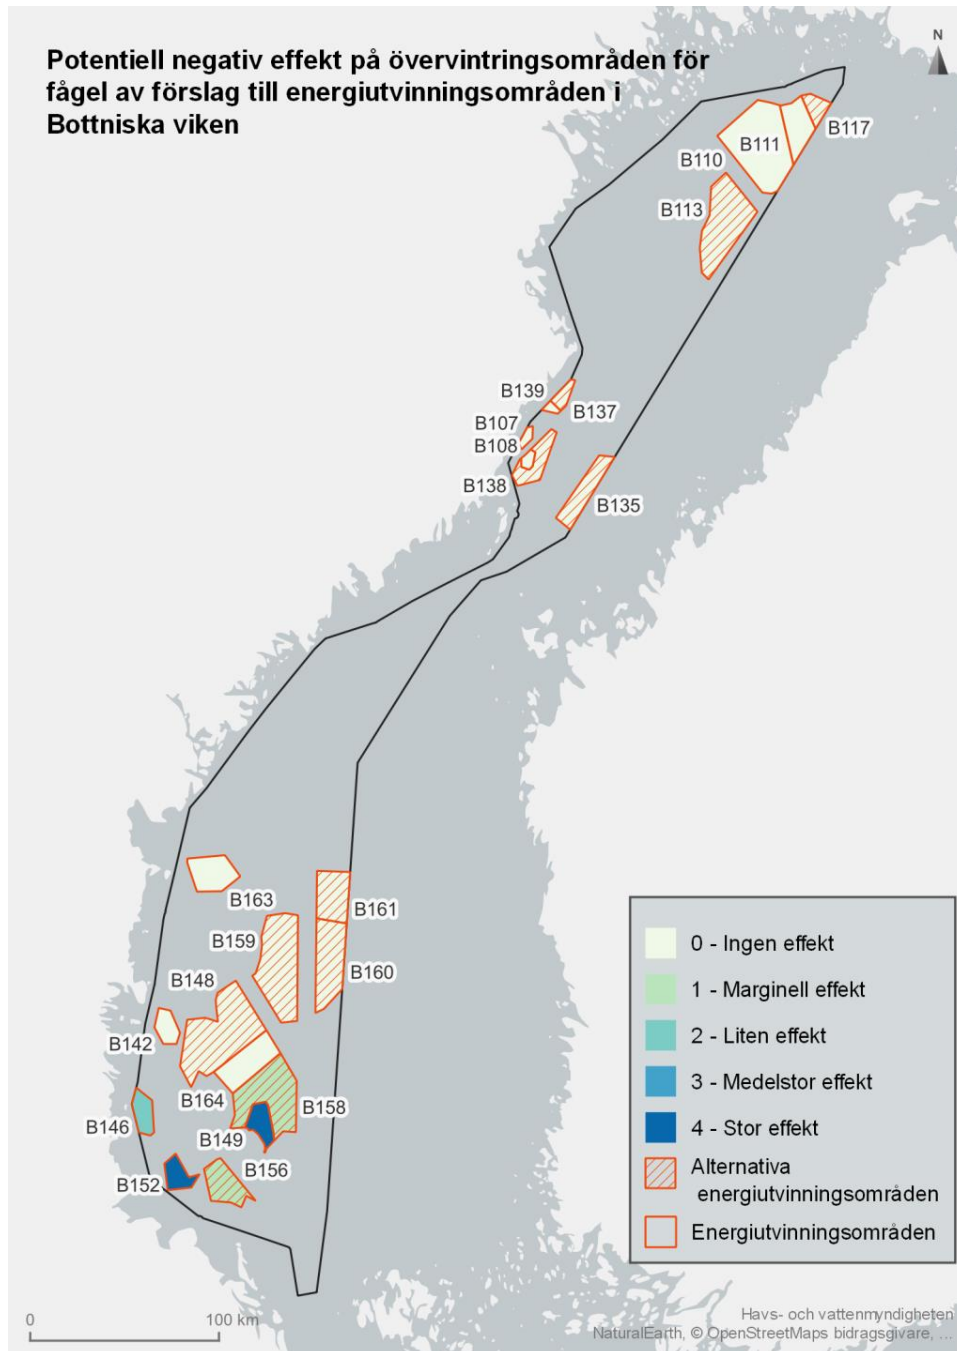 Potentiell negativ effekt på övervintringsområden för
fågel av förslag till energiutvinningsområden i
Bottniska viken
N
B117
B111
B110
B113
B139
B137
B107
B108
B138
B135
B163
B161
B159
B160
B148
B142
B164
B158
B146
B149
B156
B152
0 - Ingen effekt
1 - Marginell effekt
2 - Liten effekt
3 - Medelstor effekt
4 - Stor effekt
Alternativa
energiutvinningsområden
Energiutvinningsområden
0
100 km
Havs- och vattenmyndigheten
NaturalEarth, © OpenStreetMaps bidragsgivare, ...